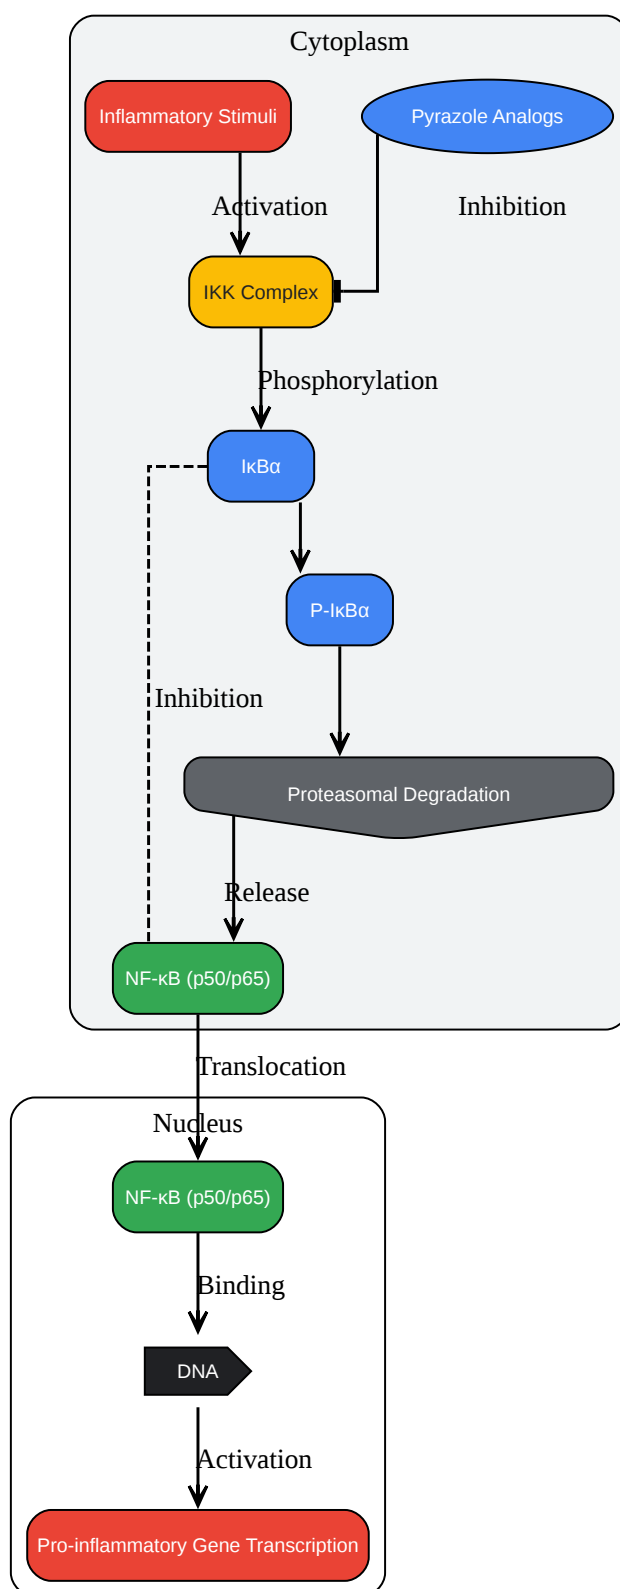 Cytoplasm
Inflammatory Stimuli
Pyrazole Analogs
Activation
Inhibition
IKK Complex
Phosphorylation
IκBα
P-IκBα
Inhibition
Proteasomal Degradation
Release
NF-κB (p50/p65)
Translocation
Nucleus
NF-κB (p50/p65)
Binding
DNA
Activation
Pro-inflammatory Gene Transcription